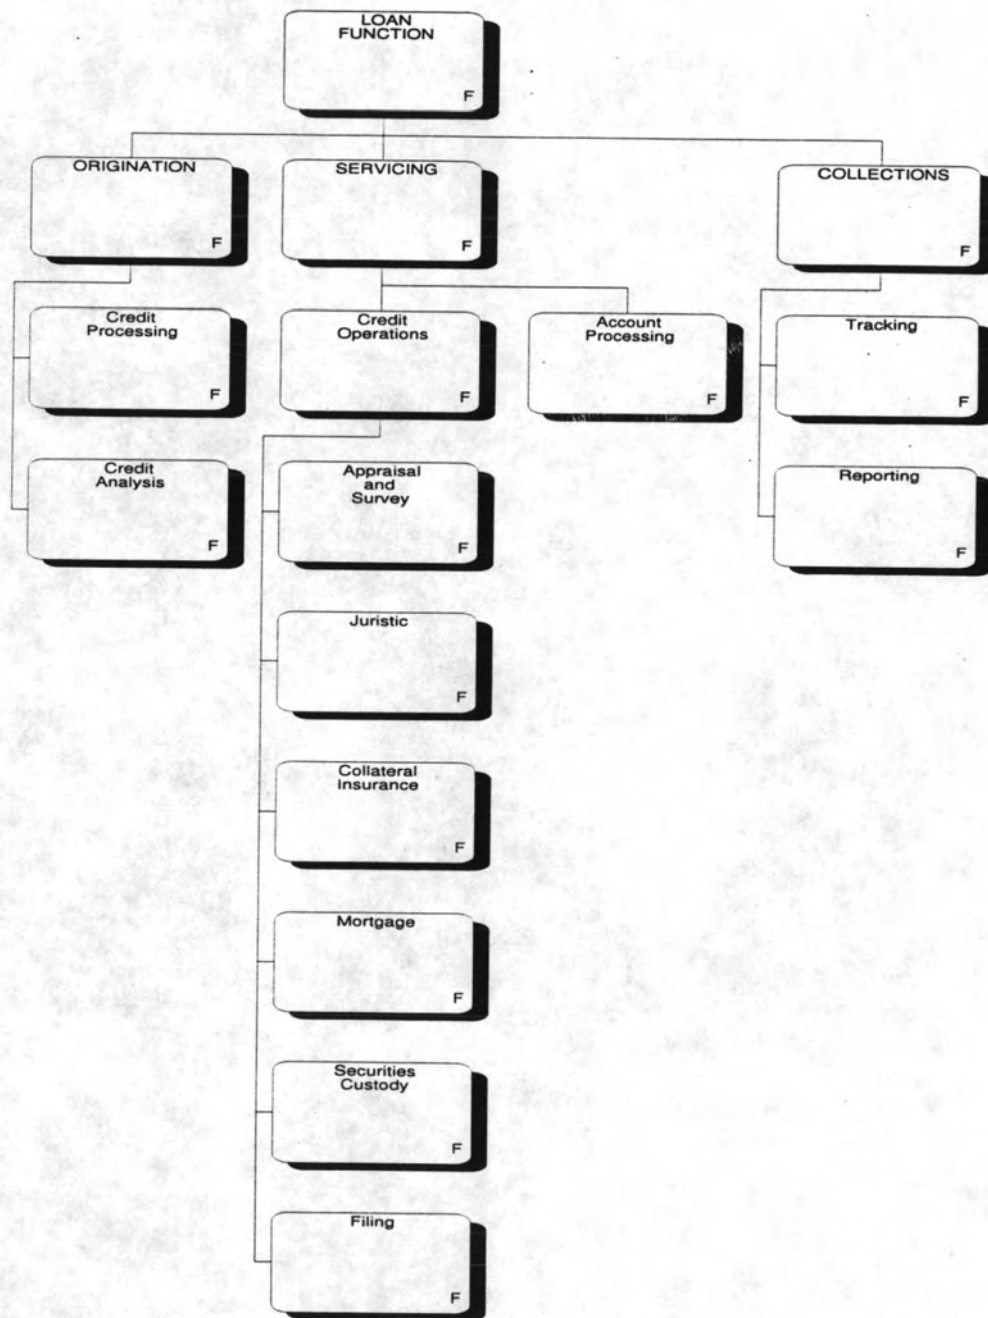 LOAN
FUNCTION
F
ORIGINATION
F
SERVICING
F
COLLECTIONS
F
Credit
Processing
F
Credit
Operations
F
Account
Processing
F
Tracking
F
Credit
Analysis
F
Appraisal
and
Survey
F
Reporting
F
Juristic
F
Collateral
Insurance
F
Mortgage
F
Securities
Custody
F
Filing
F